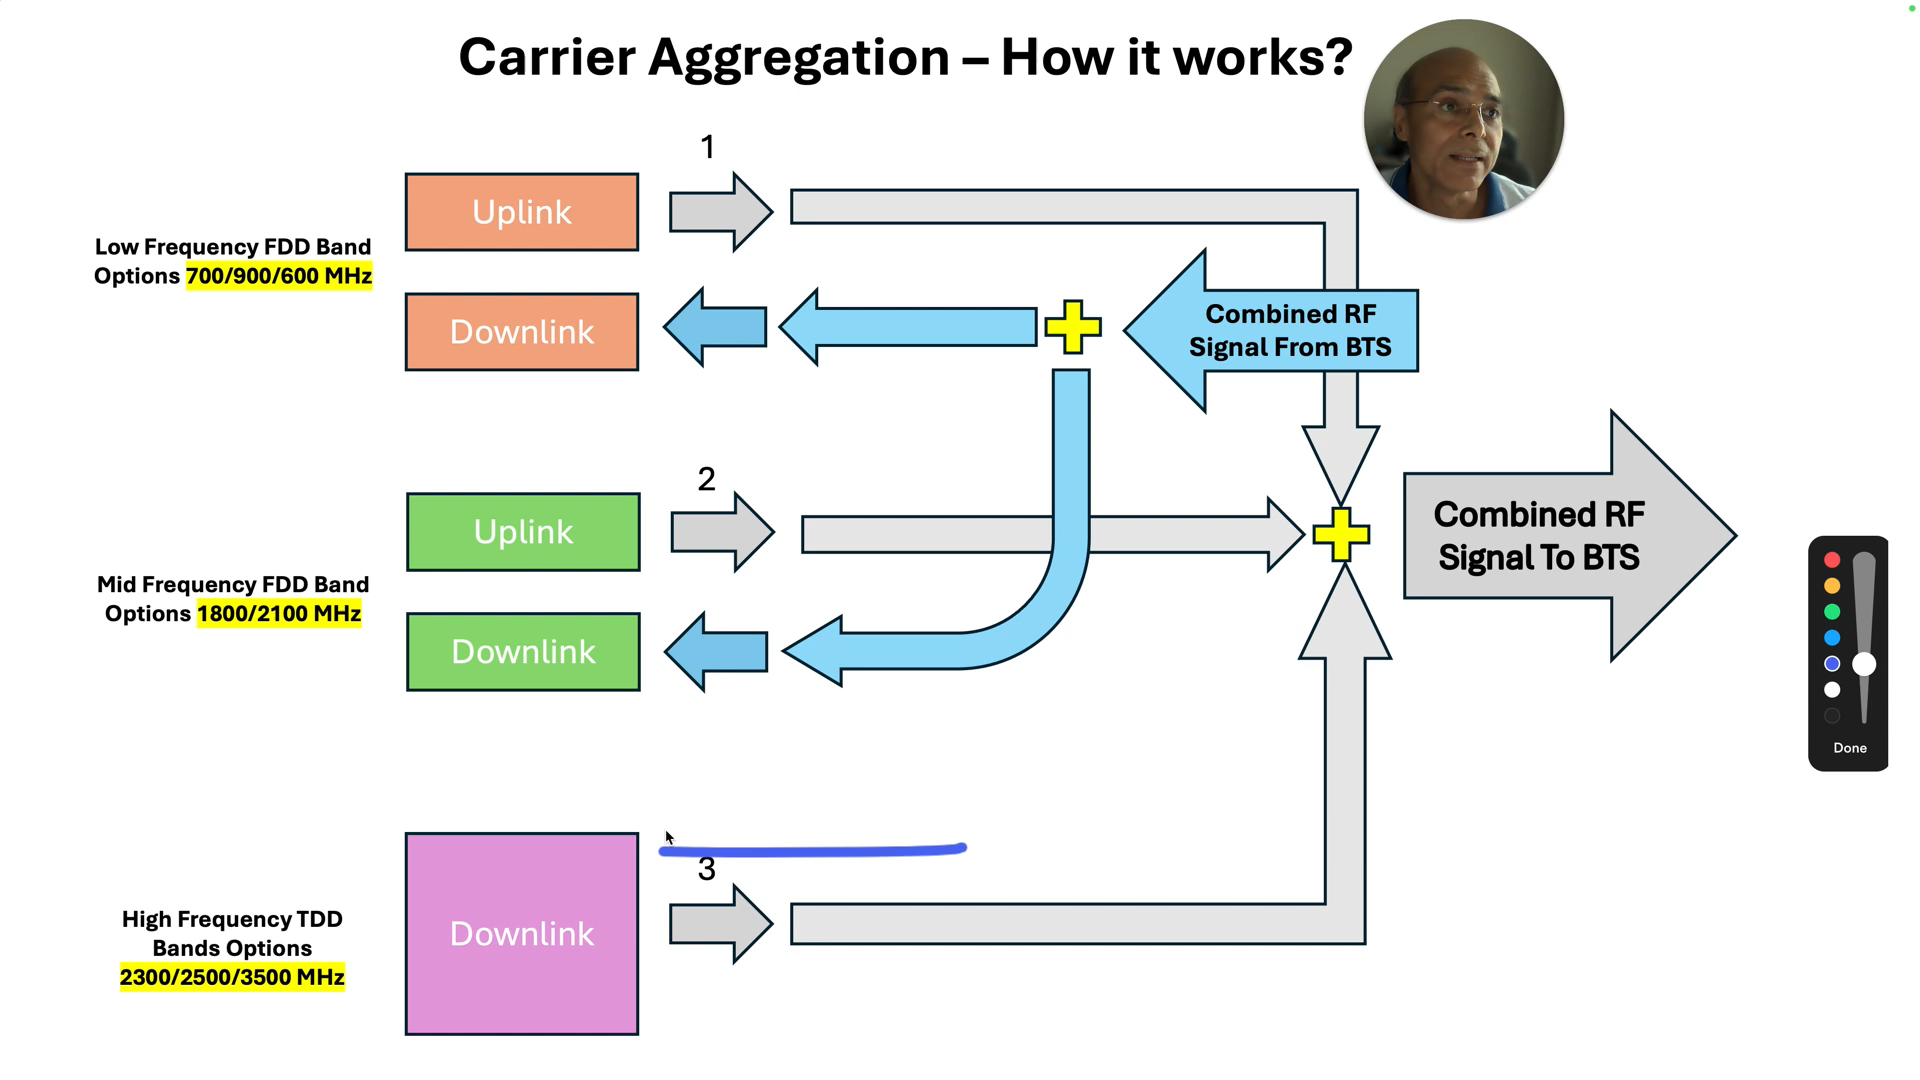 Carrier Aggregation – How it works?
1
Uplink
Low Frequency FDD Band
Options 700/900/600 MHz
Downlink
Combined RF
Signal From BTS
2
Uplink
Combined RF
Signal To BTS
Mid Frequency FDD Band
Options 1800/2100 MHz
Downlink
Done
3
High Frequency TDD
Bands Options
2300/2500/3500 MHz
Downlink